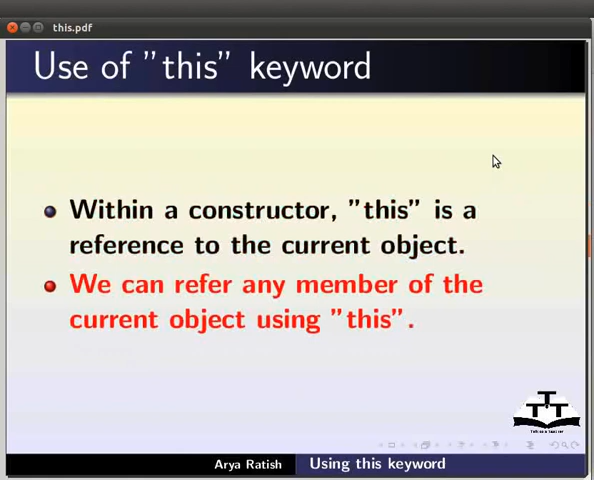 this.pdf
Use of "this" keyword
Within a constructor, "this" is a
reference to the current object.
We can refer any member of the
current object using "this".
Arya Ratish
Using this keyword